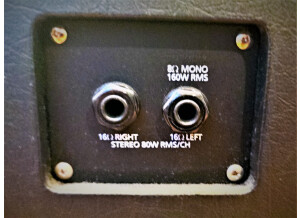 8Ω MONO
160W RMS
16Ω RIGHT 16Ω LEFT
STEREO 80W RMS/CH